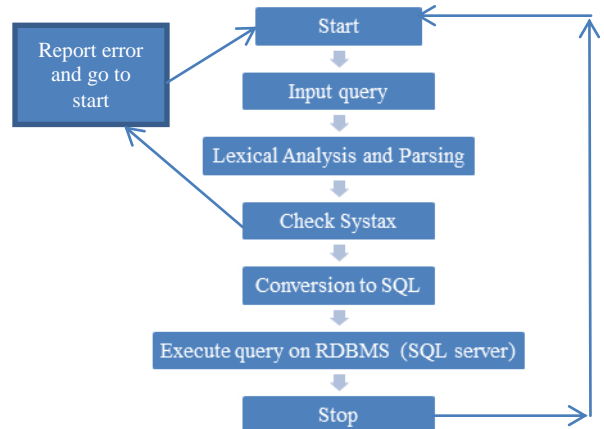 Start
Report error
and go to
start
Input query
Lexical Analysis and Parsing
Check Systax
Conversion to SQL
Execute query on RDBMS (SQL server)
Stop